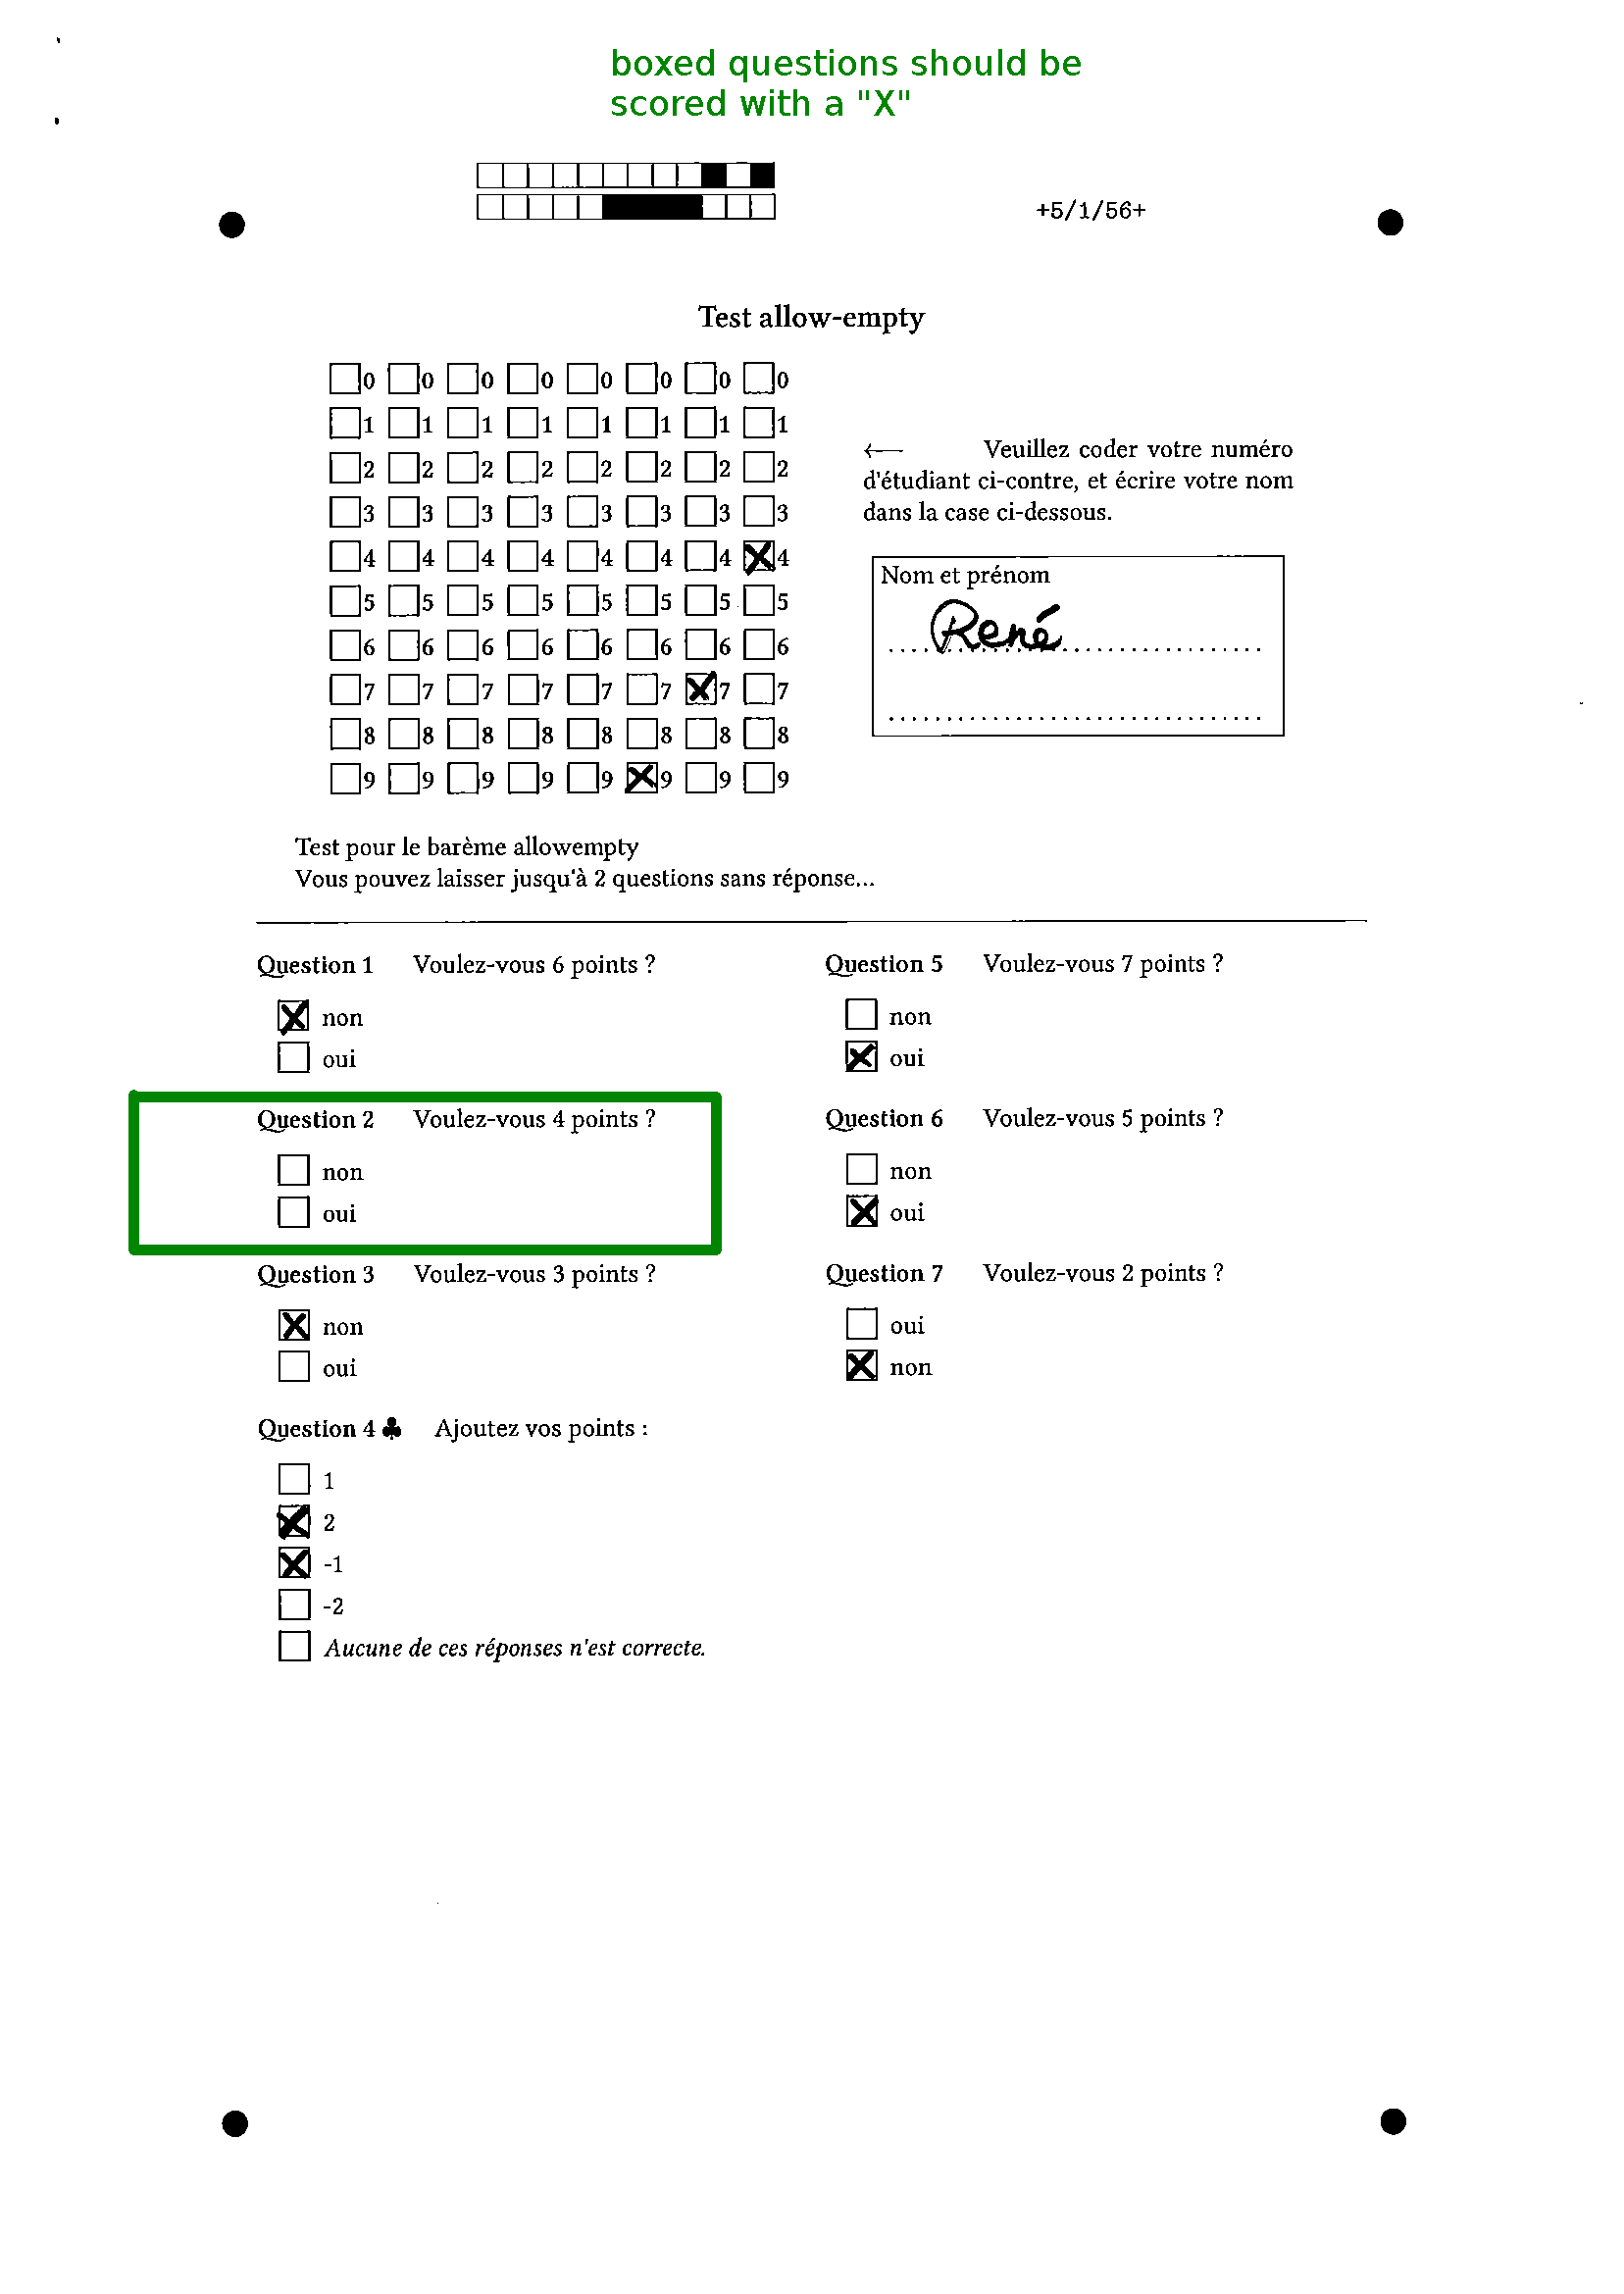 boxed questions should be
scored with a "X"
+5/1/56+
Test allow-empty
0 0 0 0 0 0 0 0
1 1 1 1 1 1 1 1
2 2 2 2 2 2 2 2
3 3 3 3 3 3 3 3
4 4 4 4 4 4 4 4
5 5 5 5 5 5 5 5
6 6 6 6 6 6 6 6
7 7 7 7 7 7 7 7
8 8 8 8 8 8 8 8
9 9 9 9 9 9 9 9
← Veuillez coder votre numéro
d'étudiant ci-contre, et écrire votre nom
dans la case ci-dessous.
Nom et prénom
René
Test pour le barème allowempty
Vous pouvez laisser jusqu'à 2 questions sans réponse...
Question 1 Voulez-vous 6 points ?
non
oui
Question 2 Voulez-vous 4 points ?
non
oui
Question 3 Voulez-vous 3 points ?
non
oui
Question 4 ♣ Ajoutez vos points :
1
2
-1
-2
Aucune de ces réponses n'est correcte.
Question 5 Voulez-vous 7 points ?
non
oui
Question 6 Voulez-vous 5 points ?
non
oui
Question 7 Voulez-vous 2 points ?
oui
non